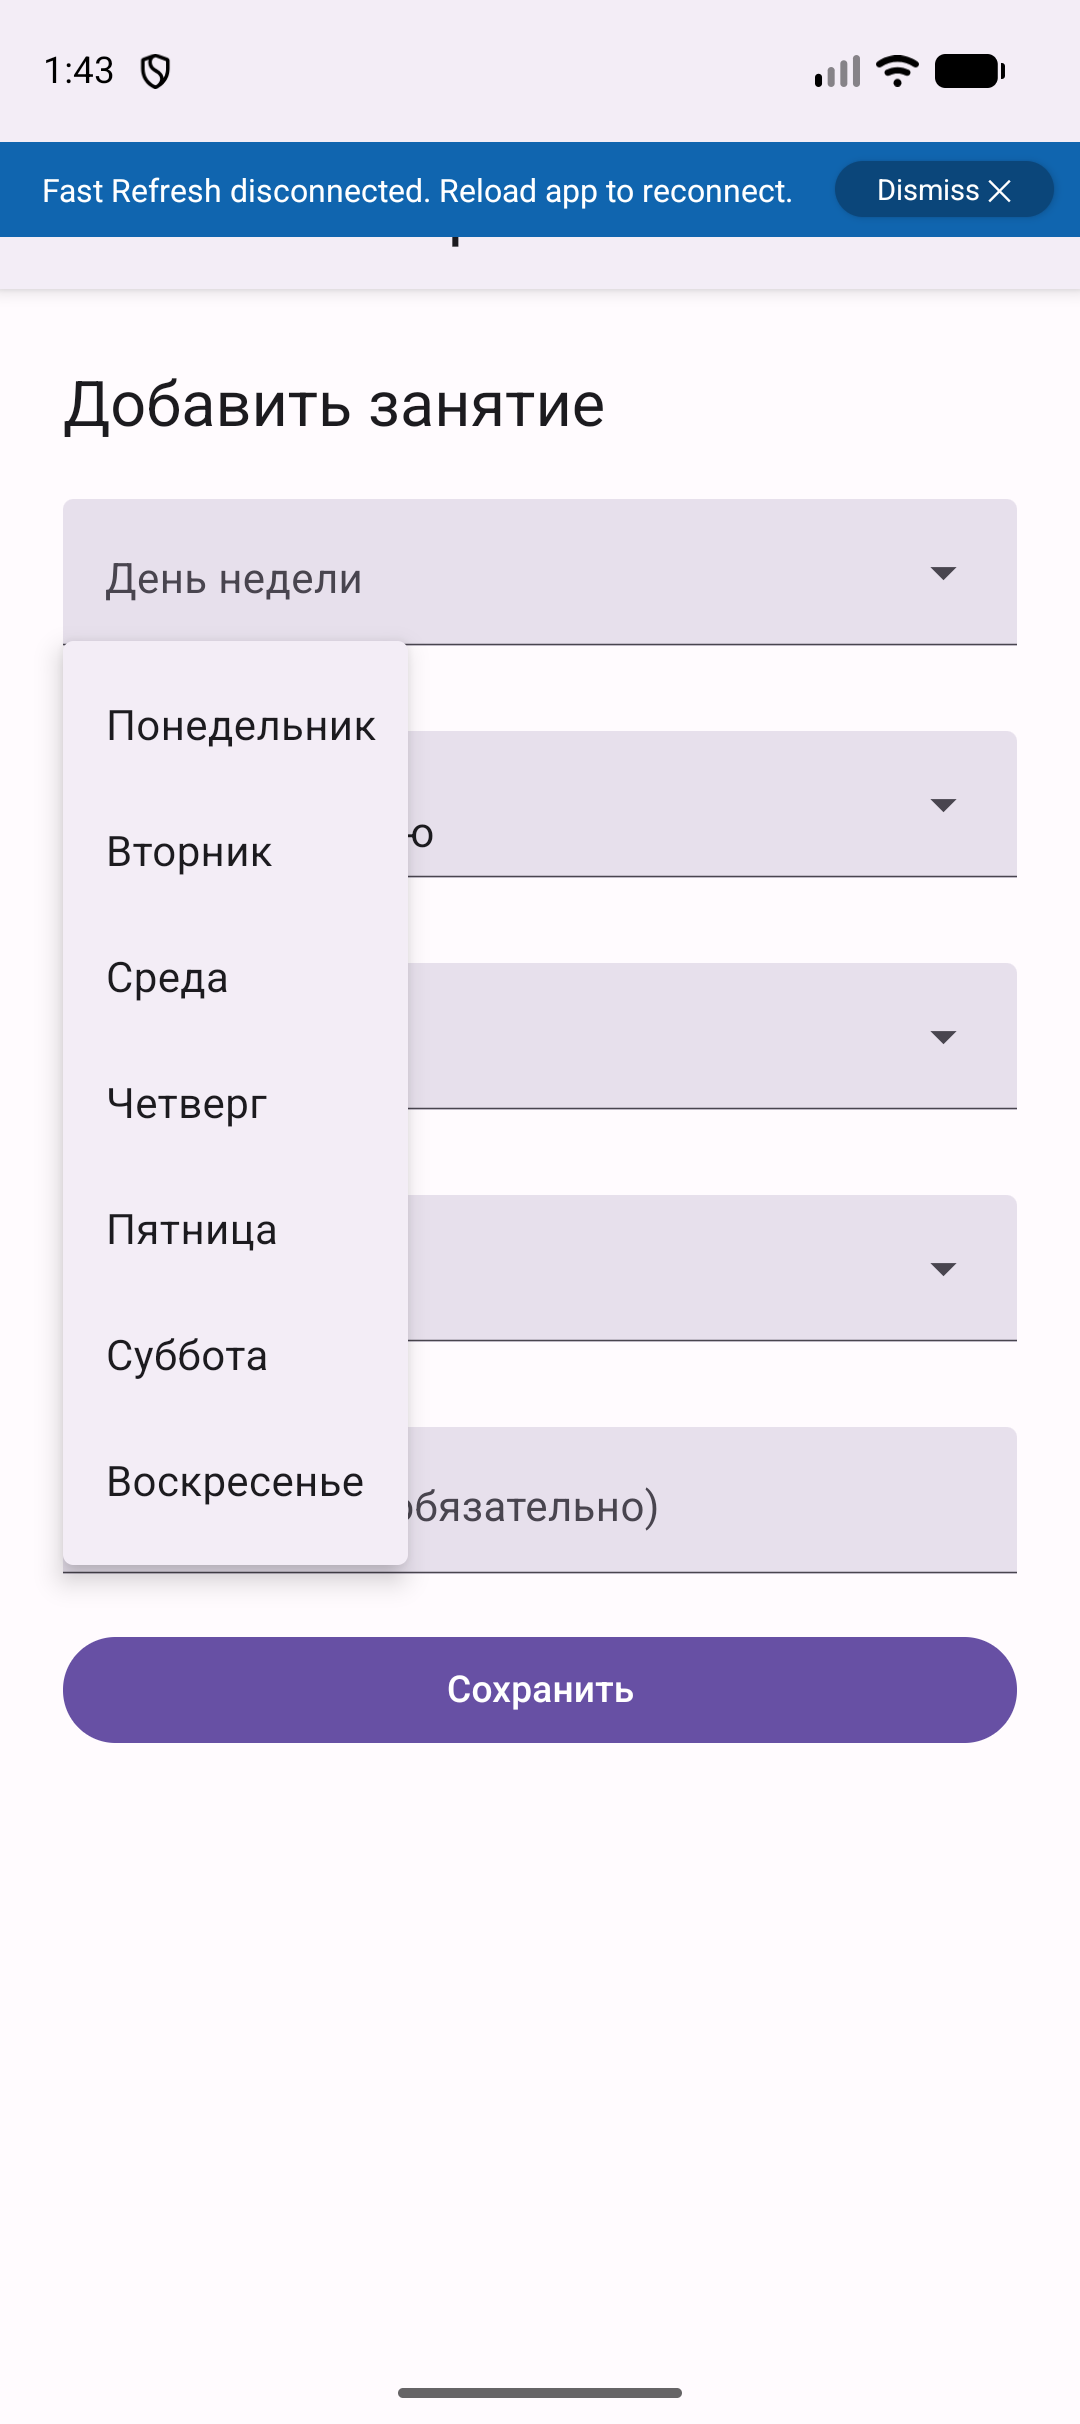 1:43
Fast Refresh disconnected. Reload app to reconnect.
Dismiss
Добавить занятие
День недели
Понедельник
Вторник
Среда
Четверг
Пятница
Суббота
Воскресенье
Сохранить